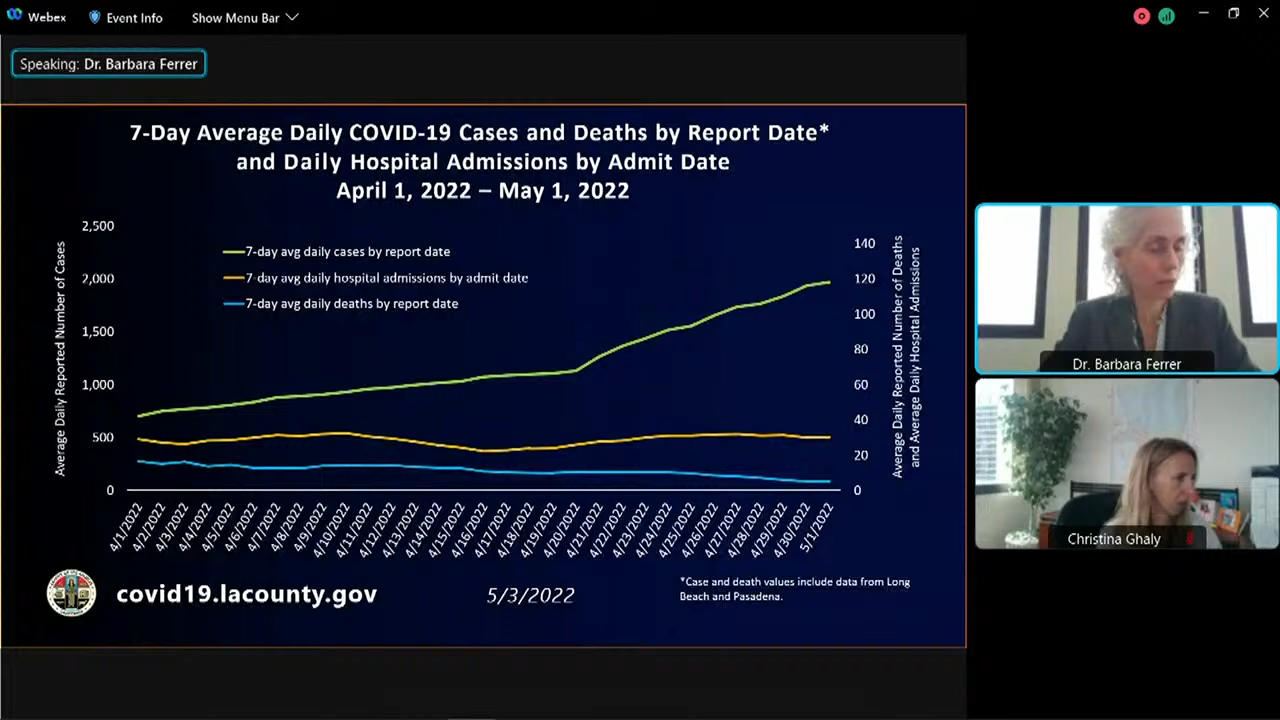 Webex
Event Info
Show Menu Bar
Speaking: Dr. Barbara Ferrer
7-Day Average Daily COVID-19 Cases and Deaths by Report Date*
and Daily Hospital Admissions by Admit Date
April 1, 2022 – May 1, 2022
Average Daily Reported Number of Cases
2,500
2,000
1,500
1,000
500
0
7-day avg daily cases by report date
7-day avg daily hospital admissions by admit date
7-day avg daily deaths by report date
140
120
100
80
60
40
20
0
Average Daily Reported Number of Deaths
and Average Daily Hospital Admissions
4/1/2022
4/2/2022
4/3/2022
4/4/2022
4/5/2022
4/6/2022
4/7/2022
4/8/2022
4/9/2022
4/10/2022
4/11/2022
4/12/2022
4/13/2022
4/14/2022
4/15/2022
4/16/2022
4/17/2022
4/18/2022
4/19/2022
4/20/2022
4/21/2022
4/22/2022
4/23/2022
4/24/2022
4/25/2022
4/26/2022
4/27/2022
4/28/2022
4/29/2022
4/30/2022
5/1/2022
covid19.lacounty.gov
5/3/2022
*Case and death values include data from Long
Beach and Pasadena.
Dr. Barbara Ferrer
Christina Ghaly